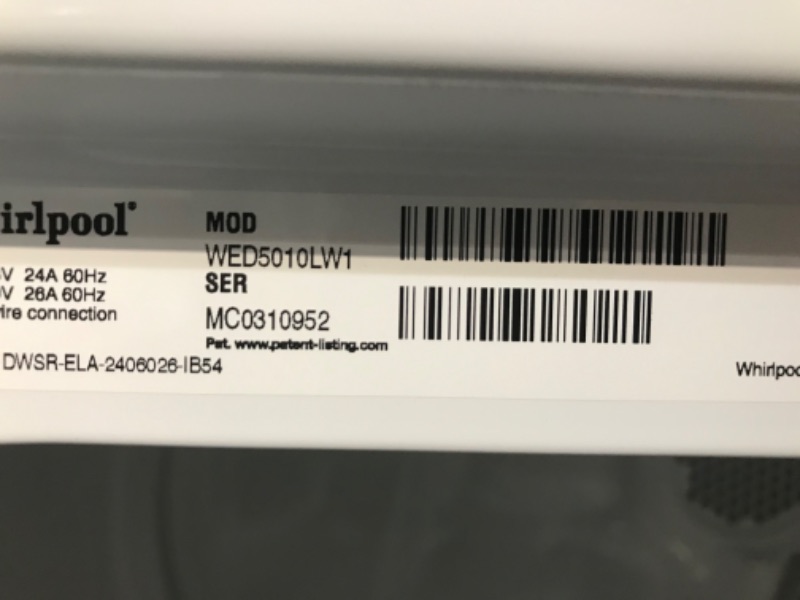 irlpool®
MOD
WED5010LW1
V 24A 60Hz
V 26A 60Hz
ire connection
SER
MC0310952
Pat. www.patent-listing.com
DWSR-ELA-2406026-IB54
Whirlpoo